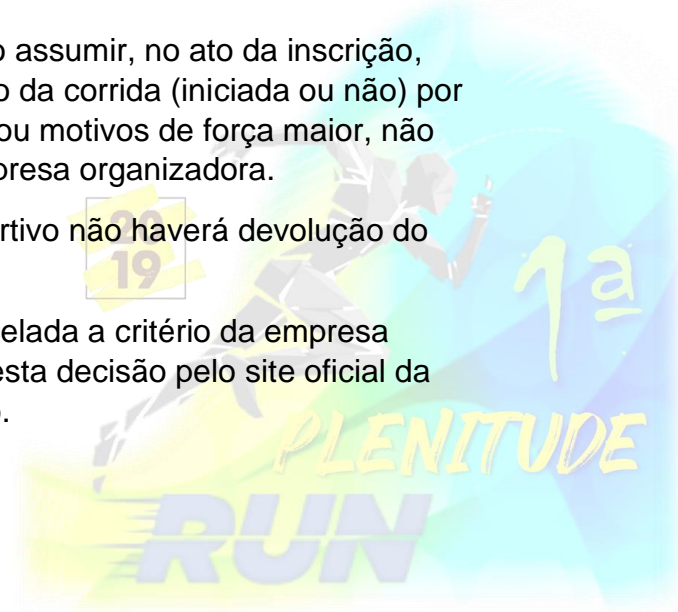 o assumir, no ato da inscrição,
o da corrida (iniciada ou não) por
ou motivos de força maior, não
presa organizadora.
20
19
rtivo não haverá devolução do
1ª
elada a critério da empresa
esta decisão pelo site oficial da
PLENITUDE
RUN